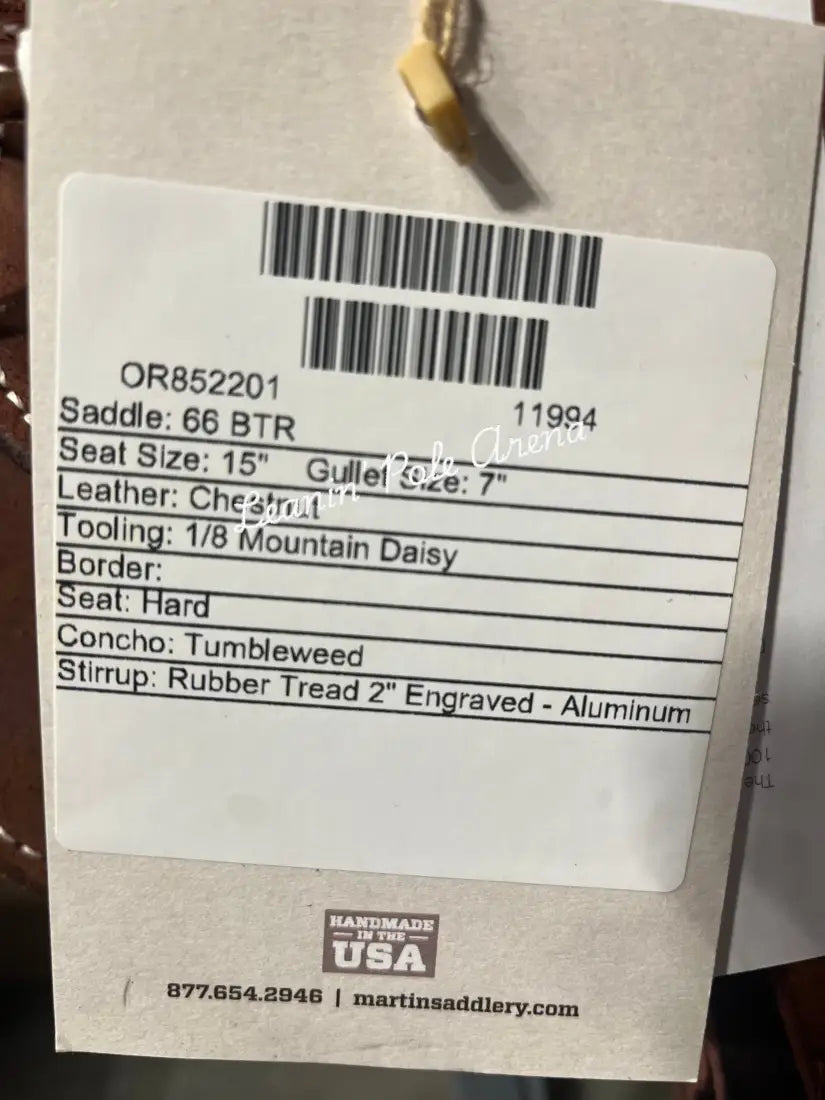 OR852201
11994
Saddle: 66 BTR
Seat Size: 15" Gullet Size: 7"
Leather: Chestnut
Tooling: 1/8 Mountain Daisy
Border:
Seat: Hard
Concho: Tumbleweed
Stirrup: Rubber Tread 2" Engraved - Aluminum
Leanin Pole Arena
HANDMADE
IN THE
USA
877.654.2946 | martinsaddlery.com
The